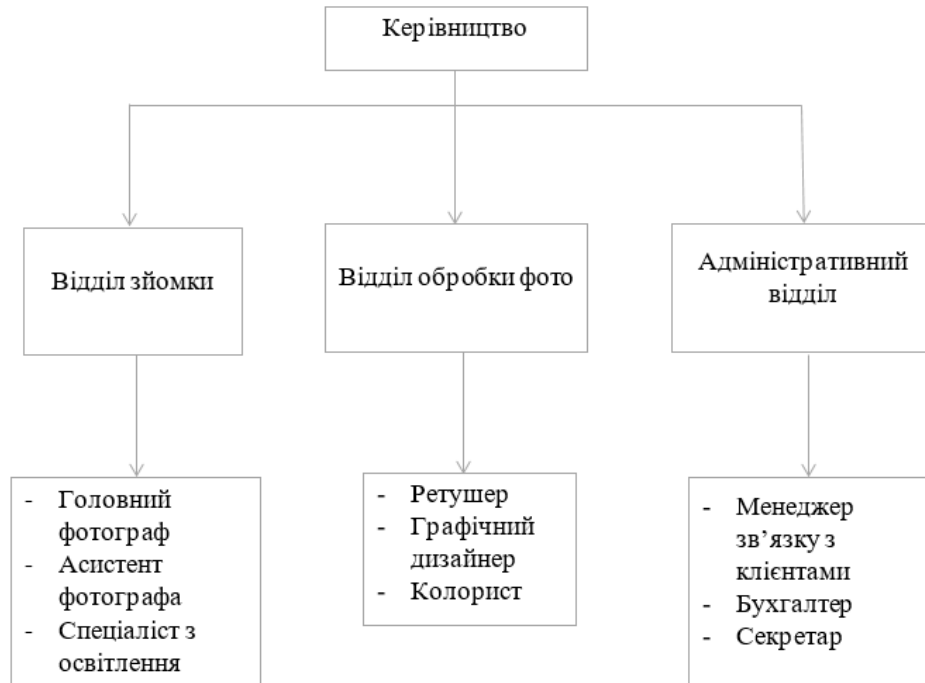 Керівництво
Відділ зйомки
Відділ обробки фото
Адміністративний
відділ
- Головний
фотограф
- Асистент
фотографа
- Спеціаліст з
освітлення
- Ретушер
- Графічний
дизайнер
- Колорист
- Менеджер
зв’язку з
клієнтами
- Бухгалтер
- Секретар